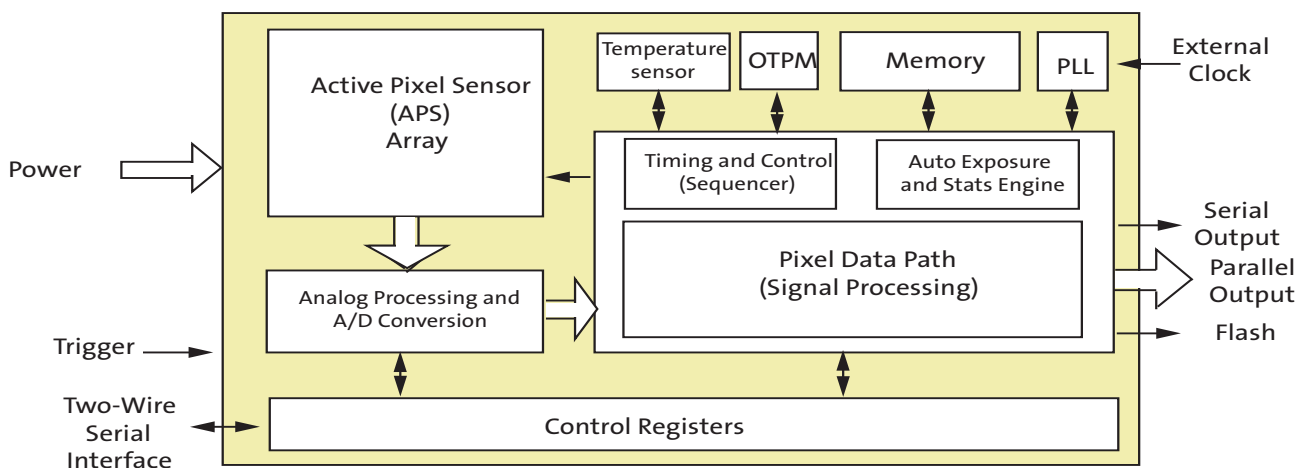 Active Pixel Sensor
(APS)
Array
Temperature
sensor
OTPM
Memory
PLL
External
Clock
Power
Timing and Control
(Sequencer)
Auto Exposure
and Stats Engine
Serial
Output
Parallel
Output
Pixel Data Path
(Signal Processing)
Analog Processing and
A/D Conversion
Flash
Trigger
Two-Wire
Serial
Interface
Control Registers